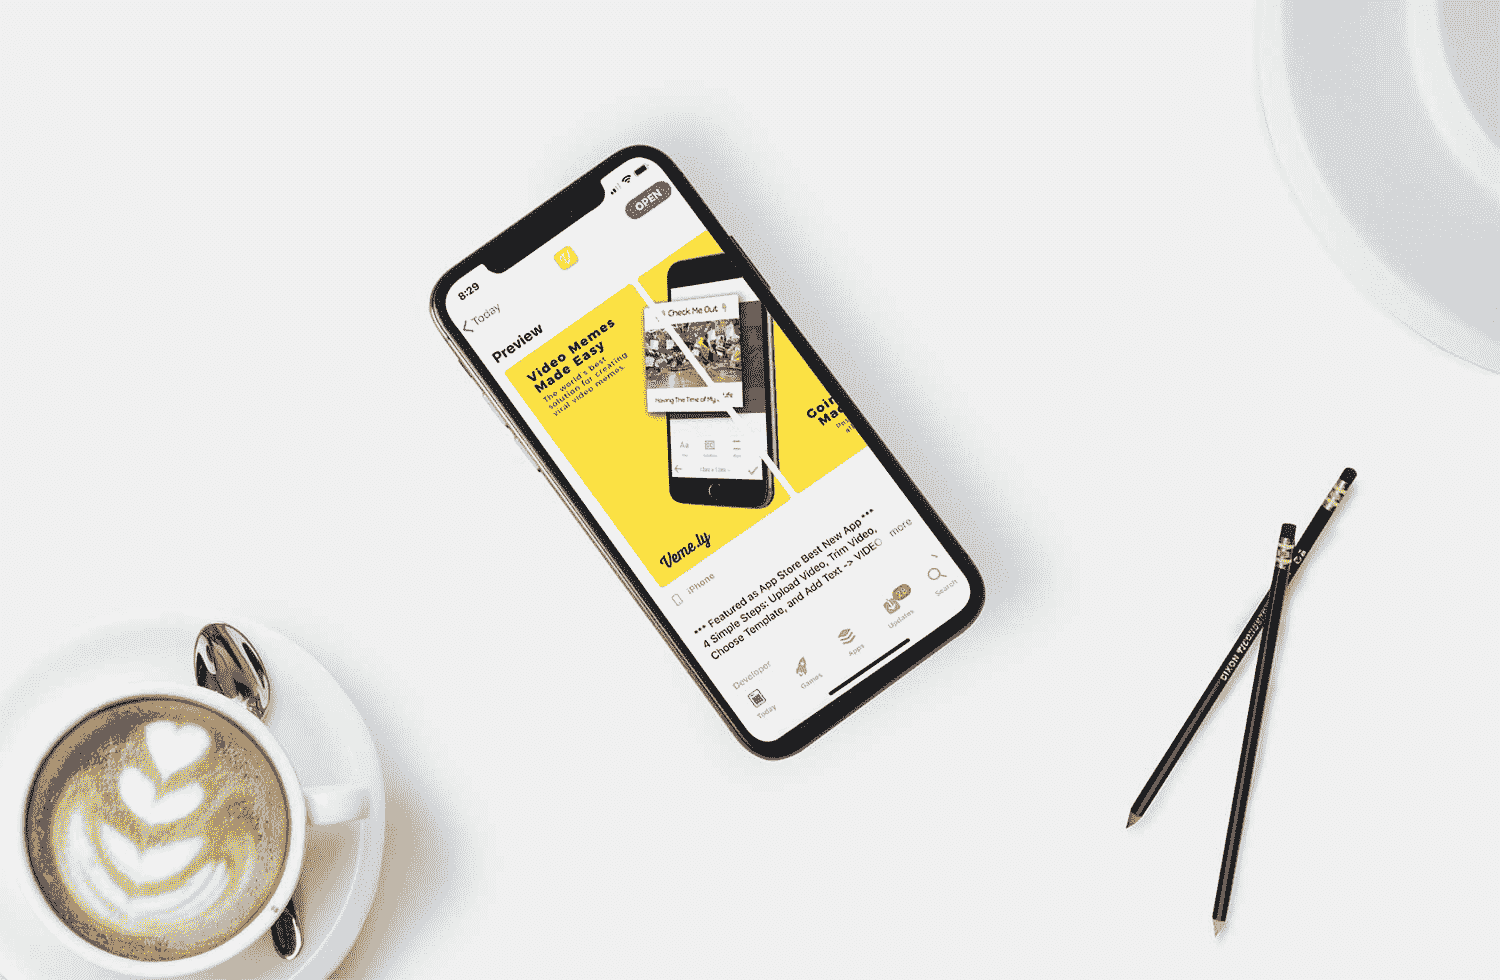 8:29
OPEN
Today
Preview
Video Memes
Made Easy
The world's best
solution for creating
viral video memes.
Check Me Out
Having The Time of My Life
Aa
Veme.ly
Goin
iPhone
*** Featured as App Store Best New App ***
4 Simple Steps: Upload Video, Trim Video,
Choose Template, and Add Text -> VIDEO
more
Developer
Today
Games
Apps
Updates
Search
DIXON TICONDEROGA